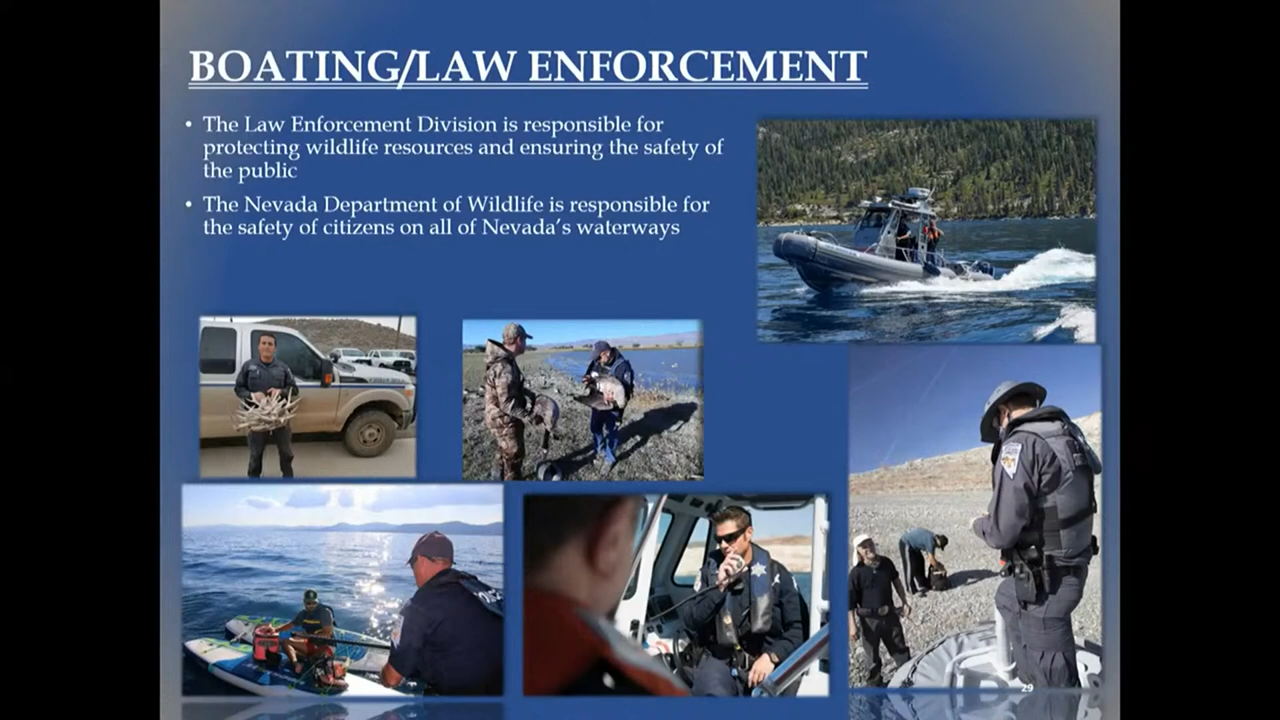 BOATING/LAW ENFORCEMENT
• The Law Enforcement Division is responsible for
protecting wildlife resources and ensuring the safety of
the public
• The Nevada Department of Wildlife is responsible for
the safety of citizens on all of Nevada’s waterways
29